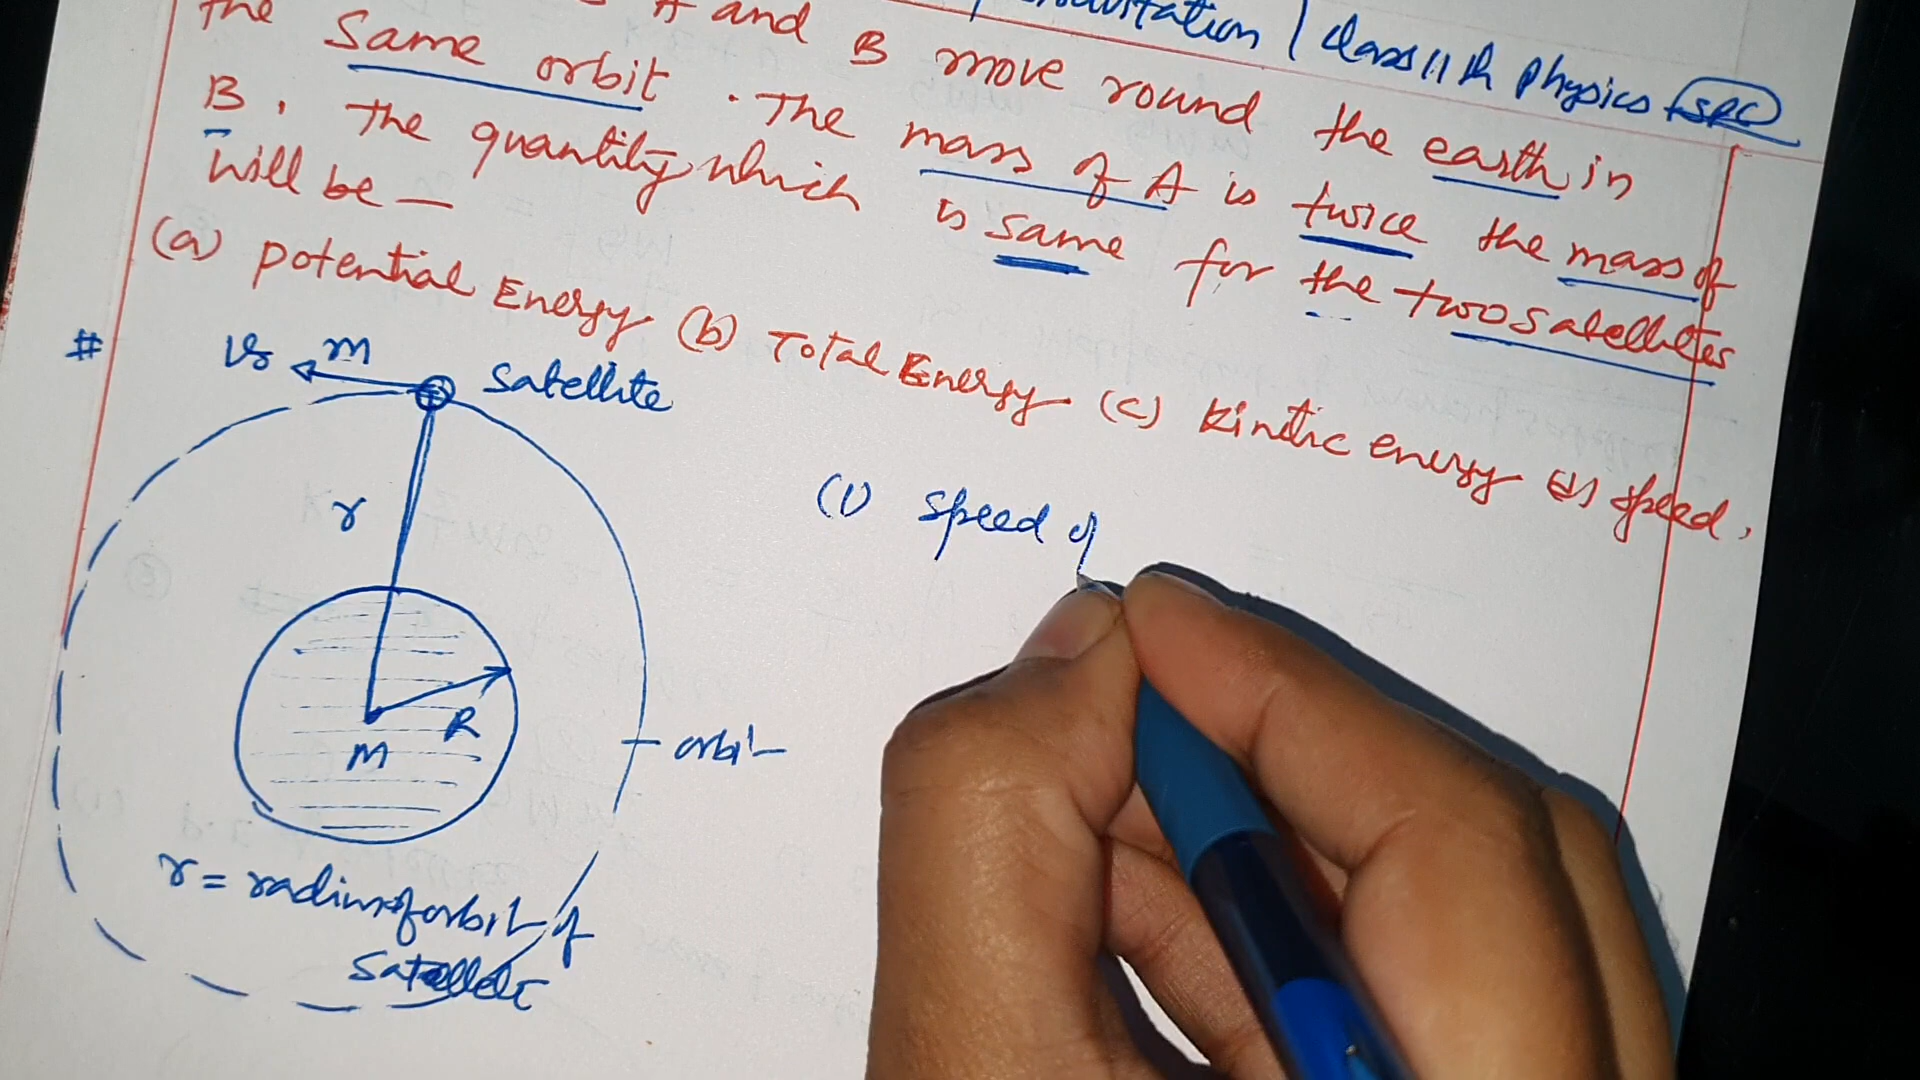 Gravitation | class 11th physics SRC
the A and B move round the earth in
same orbit. The mass of A is twice the mass of
B. The quantity which is same for the two satellites
will be —
(a) potential Energy (b) Total Energy (c) Kinetic energy (d) speed.
#
vs m
satellite
r
R
M
orbit
r = radius of orbit of
satellite
(1) speed of